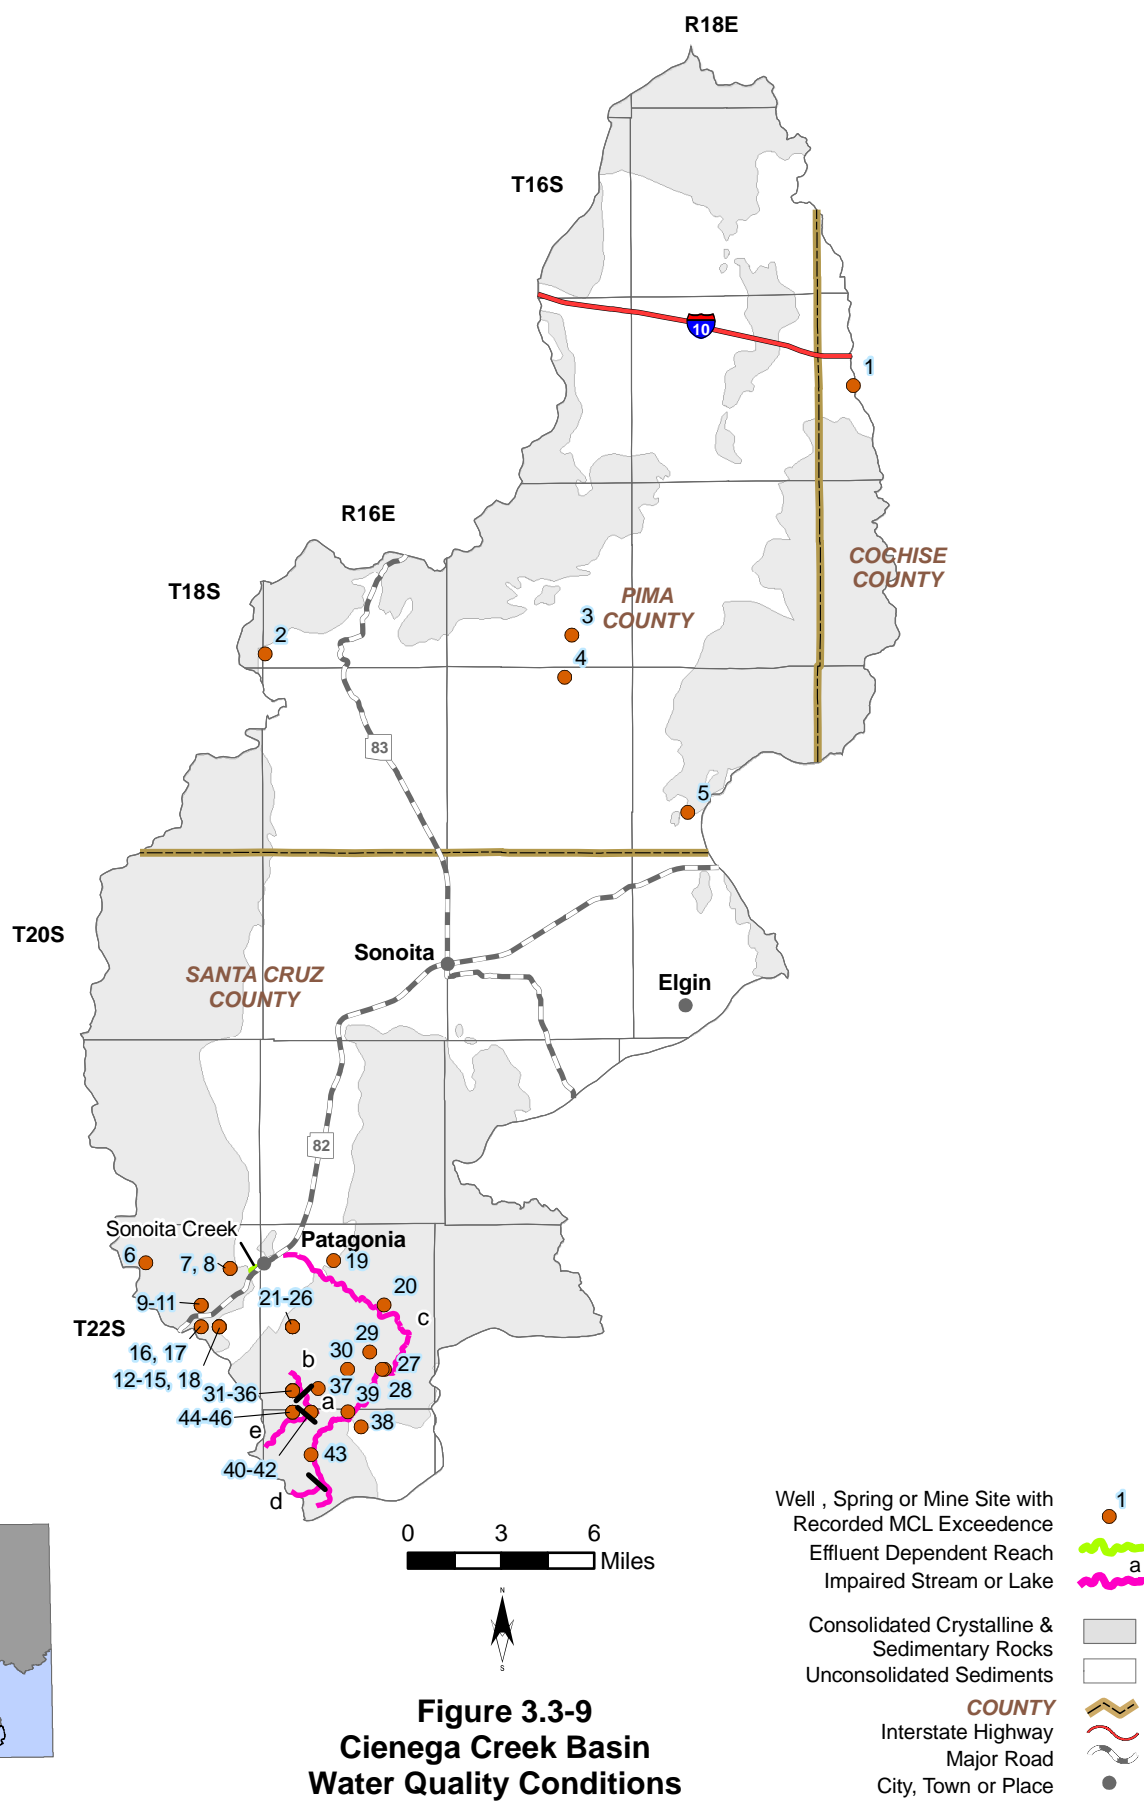 R18E
T16S
10
1
R16E
COCHISE
COUNTY
PIMA
COUNTY
T18S
2
3
4
83
5
T20S
Sonoita
SANTA CRUZ
COUNTY
Elgin
82
Sonoita Creek
Patagonia
6
7, 8
19
9-11
21-26
20
c
T22S
29
16, 17
30
b
27
12-15, 18
28
31-36
37
39
a
44-46
38
e
43
40-42
d
0 3 6
Miles
N
S
Well , Spring or Mine Site with
Recorded MCL Exceedence
1
Effluent Dependent Reach
a
Impaired Stream or Lake
Consolidated Crystalline &
Sedimentary Rocks
Unconsolidated Sediments
COUNTY
Interstate Highway
Major Road
City, Town or Place
Figure 3.3-9
Cienega Creek Basin
Water Quality Conditions